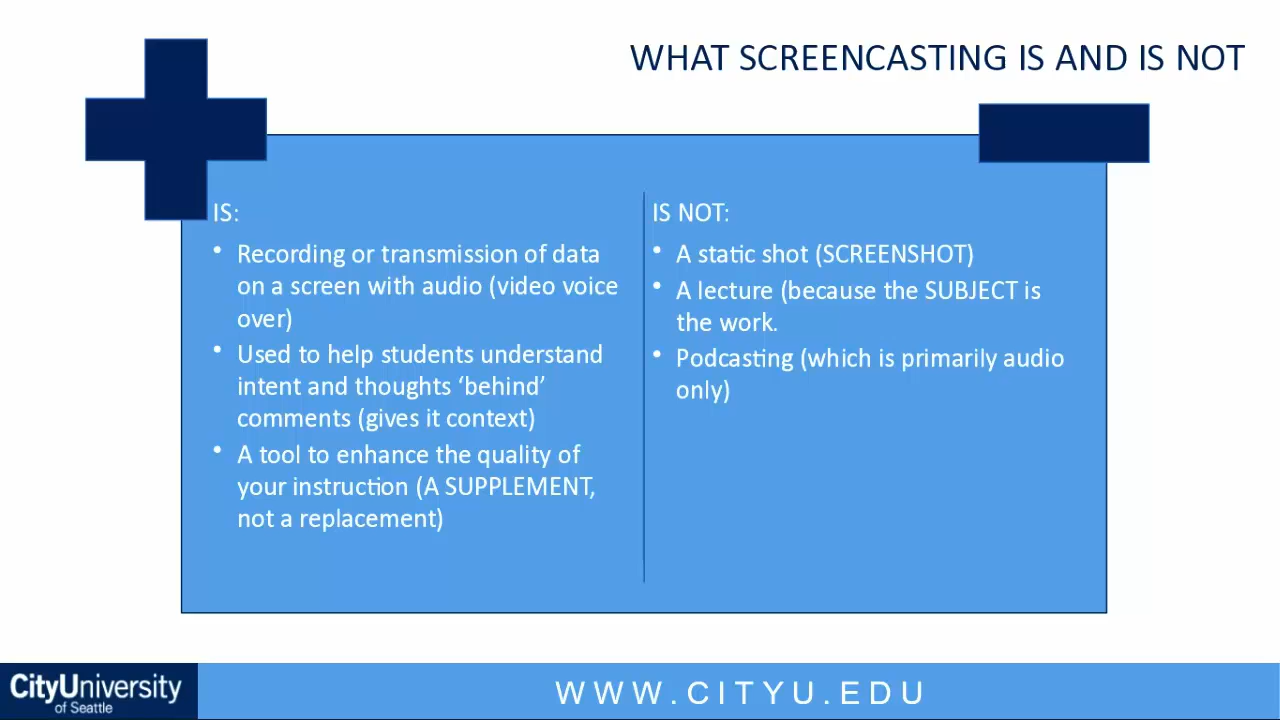 WHAT SCREENCASTING IS AND IS NOT
IS:
• Recording or transmission of data
on a screen with audio (video voice
over)
• Used to help students understand
intent and thoughts ‘behind’
comments (gives it context)
• A tool to enhance the quality of
your instruction (A SUPPLEMENT,
not a replacement)
IS NOT:
• A static shot (SCREENSHOT)
• A lecture (because the SUBJECT is
the work.
• Podcasting (which is primarily audio
only)
CityUniversity
of Seattle
WWW.CITYU.EDU